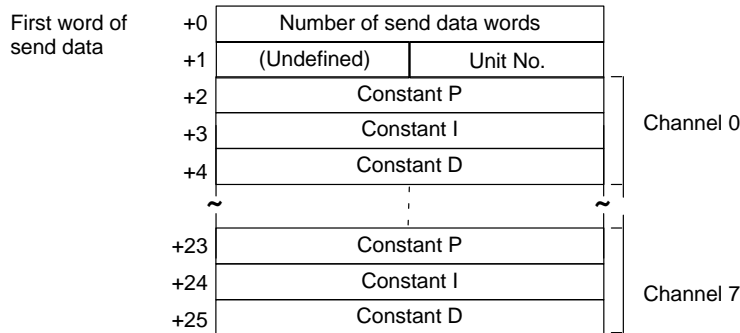 First word of
send data
+0 Number of send data words
+1 (Undefined) Unit No.
+2 Constant P
+3 Constant I
+4 Constant D
Channel 0
~ ~
+23 Constant P
+24 Constant I
+25 Constant D
Channel 7